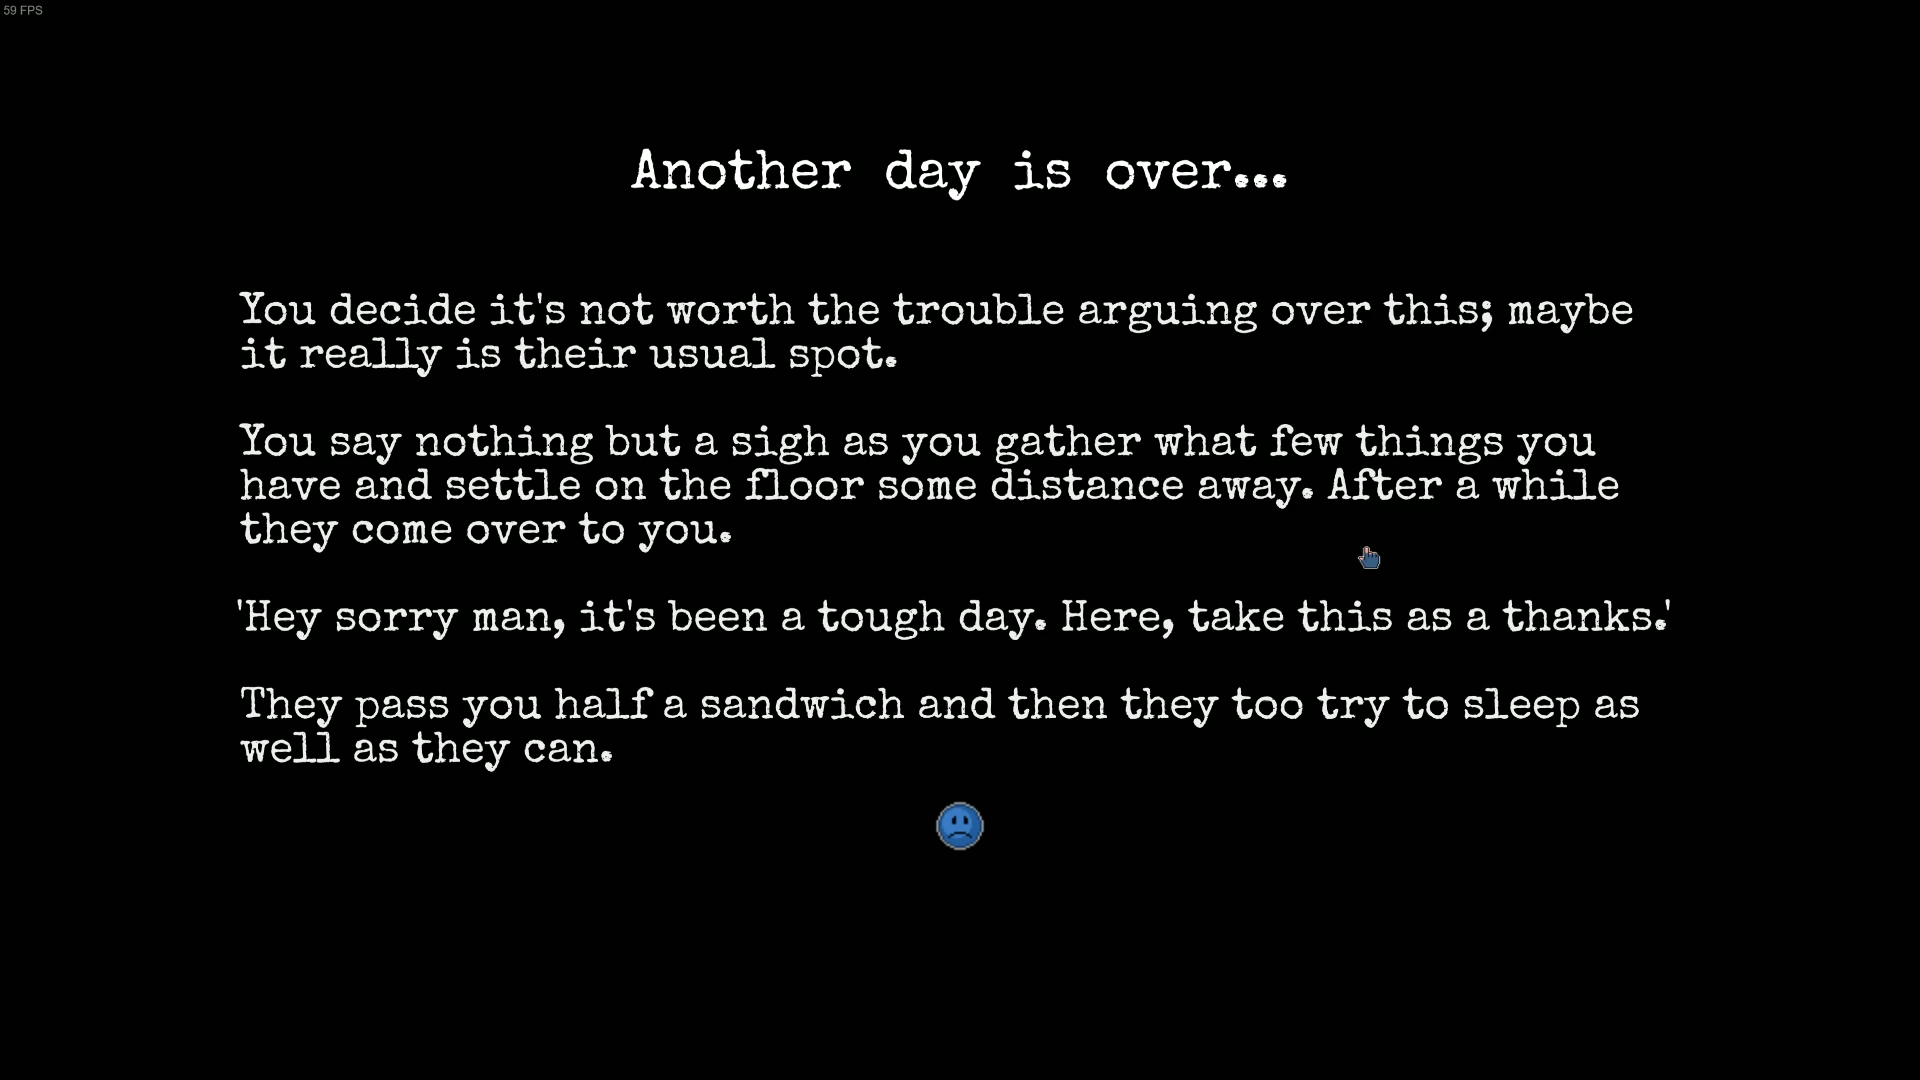 59 FPS
Another day is over...
You decide it's not worth the trouble arguing over this; maybe
it really is their usual spot.
You say nothing but a sigh as you gather what few things you
have and settle on the floor some distance away. After a while
they come over to you.
'Hey sorry man, it's been a tough day. Here, take this as a thanks.'
They pass you half a sandwich and then they too try to sleep as
well as they can.